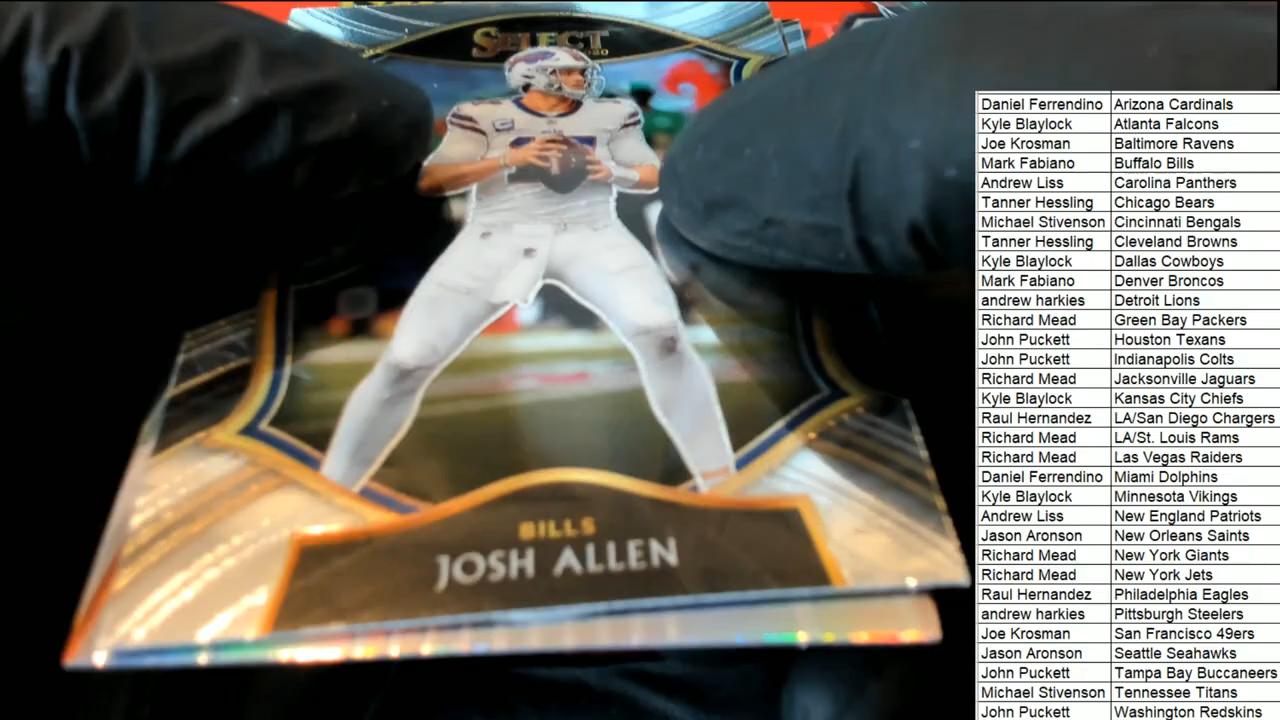 SELECT
2020
BILLS
JOSH ALLEN
Daniel Ferrendino Arizona Cardinals
Kyle Blaylock Atlanta Falcons
Joe Krosman Baltimore Ravens
Mark Fabiano Buffalo Bills
Andrew Liss Carolina Panthers
Tanner Hessling Chicago Bears
Michael Stivenson Cincinnati Bengals
Tanner Hessling Cleveland Browns
Kyle Blaylock Dallas Cowboys
Mark Fabiano Denver Broncos
andrew harkies Detroit Lions
Richard Mead Green Bay Packers
John Puckett Houston Texans
John Puckett Indianapolis Colts
Richard Mead Jacksonville Jaguars
Kyle Blaylock Kansas City Chiefs
Raul Hernandez LA/San Diego Chargers
Richard Mead LA/St. Louis Rams
Richard Mead Las Vegas Raiders
Daniel Ferrendino Miami Dolphins
Kyle Blaylock Minnesota Vikings
Andrew Liss New England Patriots
Jason Aronson New Orleans Saints
Richard Mead New York Giants
Richard Mead New York Jets
Raul Hernandez Philadelphia Eagles
andrew harkies Pittsburgh Steelers
Joe Krosman San Francisco 49ers
Jason Aronson Seattle Seahawks
John Puckett Tampa Bay Buccaneers
Michael Stivenson Tennessee Titans
John Puckett Washington Redskins